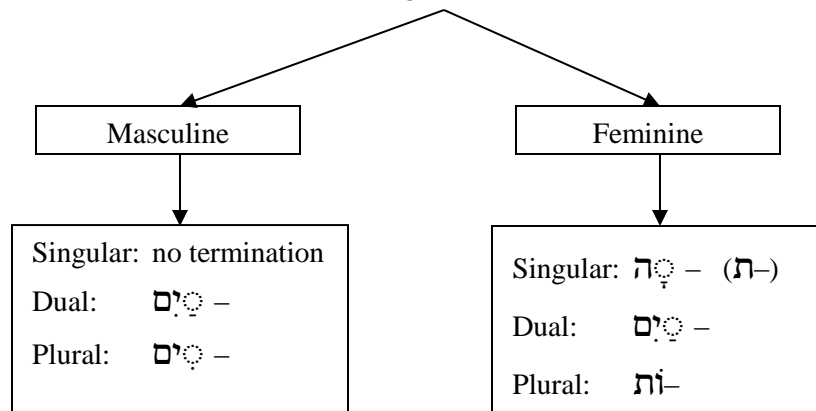 Masculine
Singular: no termination
Dual: ◌ַיִם –
Plural: ◌ִים –
Feminine
Singular: ◌ָה – (–ת)
Dual: ◌ַיִם –
Plural: –וֹת